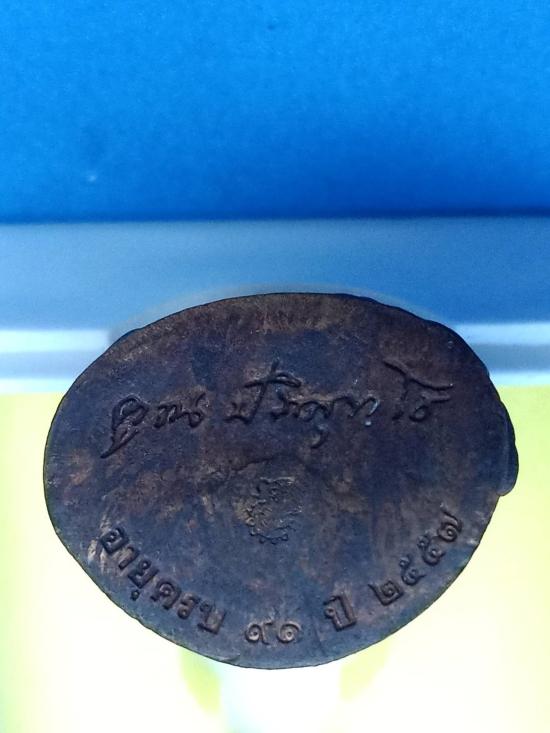 คูณ ปริสุทโธ
อายุครบ ๙๑ ปี ๒๕๕๗